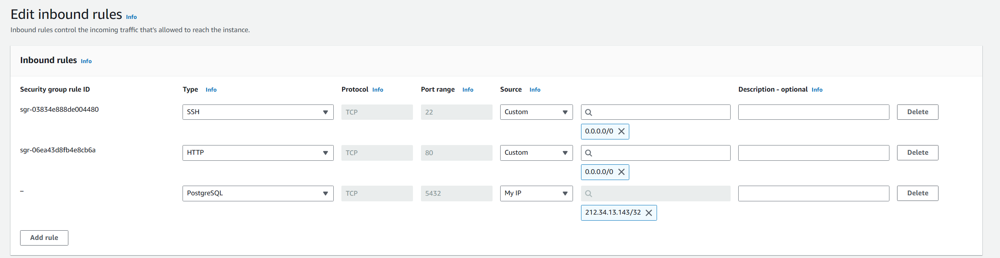 Edit inbound rules Info
Inbound rules control the incoming traffic that's allowed to reach the instance.
Inbound rules Info
Security group rule ID Type Info Protocol Info Port range Info Source Info Description - optional Info
sgr-03834e888de004480 SSH TCP 22 Custom Delete
0.0.0.0/0
sgr-06ea43d8fb4e8cb6a HTTP TCP 80 Custom Delete
0.0.0.0/0
– PostgreSQL TCP 5432 My IP Delete
212.34.13.143/32
Add rule